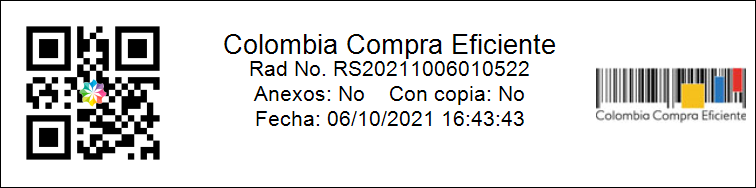 Colombia Compra Eficiente
Rad No. RS20211006010522
Anexos: No    Con copia: No
Fecha: 06/10/2021 16:43:43
Colombia Compra Eficiente